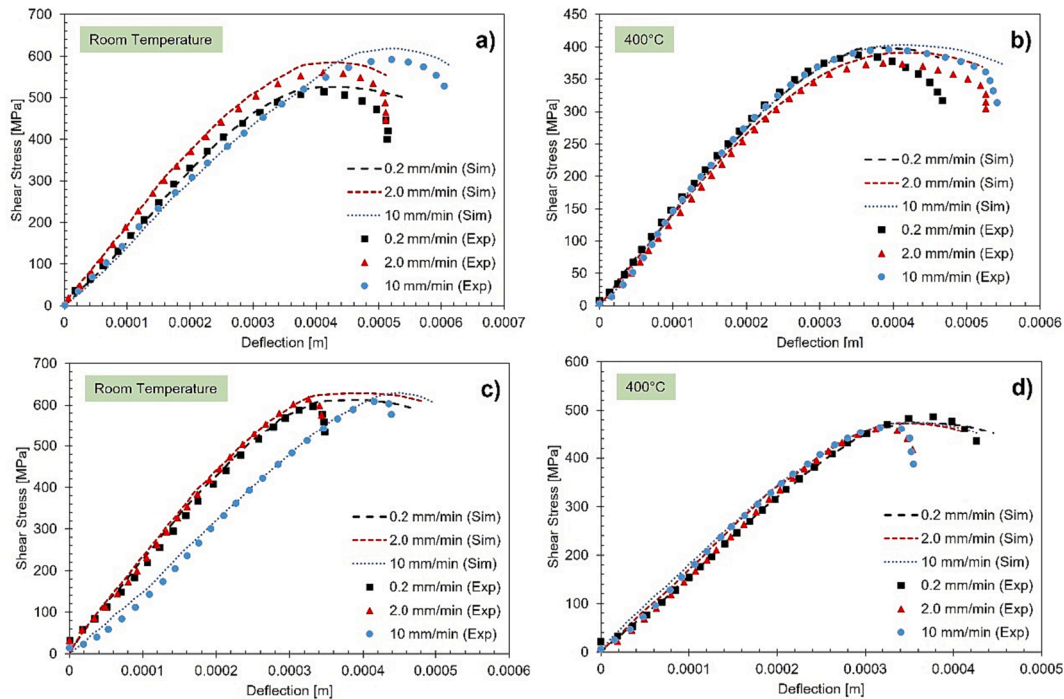 Room Temperature
a)
700
600
500
400
300
200
100
0
Shear Stress [MPa]
0.2 mm/min (Sim)
2.0 mm/min (Sim)
10 mm/min (Sim)
0.2 mm/min (Exp)
2.0 mm/min (Exp)
10 mm/min (Exp)
0 0.0001 0.0002 0.0003 0.0004 0.0005 0.0006 0.0007
Deflection [m]
400°C
b)
450
400
350
300
250
200
150
100
50
0
Shear Stress [MPa]
0.2 mm/min (Sim)
2.0 mm/min (Sim)
10 mm/min (Sim)
0.2 mm/min (Exp)
2.0 mm/min (Exp)
10 mm/min (Exp)
0 0.0001 0.0002 0.0003 0.0004 0.0005 0.0006
Deflection [m]
Room Temperature
c)
700
600
500
400
300
200
100
0
Shear Stress [MPa]
0.2 mm/min (Sim)
2.0 mm/min (Sim)
10 mm/min (Sim)
0.2 mm/min (Exp)
2.0 mm/min (Exp)
10 mm/min (Exp)
0 0.0001 0.0002 0.0003 0.0004 0.0005 0.0006
Deflection [m]
400°C
d)
600
500
400
300
200
100
0
Shear Stress [MPa]
0.2 mm/min (Sim)
2.0 mm/min (Sim)
10 mm/min (Sim)
0.2 mm/min (Exp)
2.0 mm/min (Exp)
10 mm/min (Exp)
0 0.0001 0.0002 0.0003 0.0004 0.0005
Deflection [m]